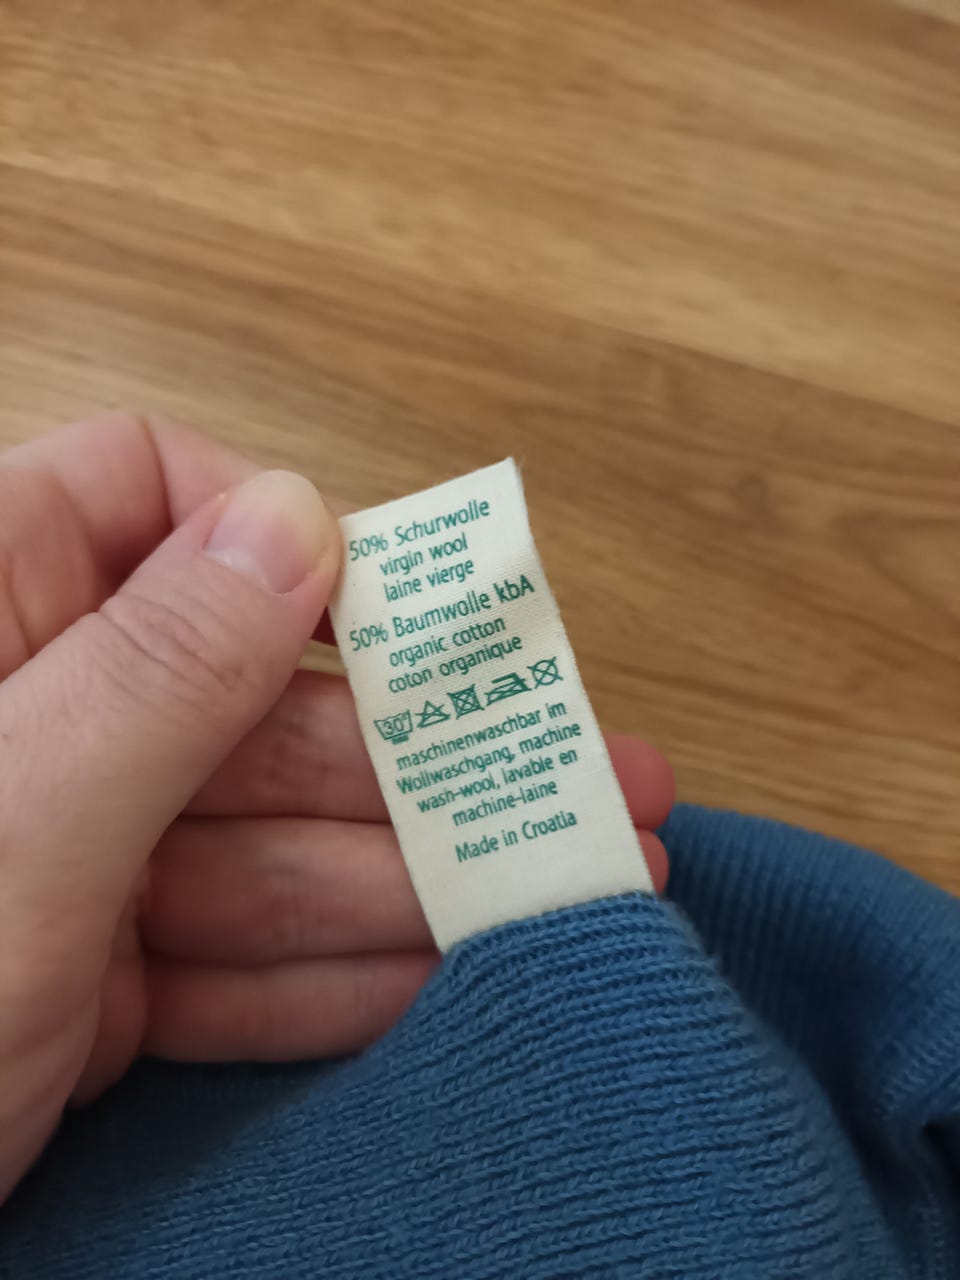 50% Schurwolle
virgin wool
laine vierge
50% Baumwolle kbA
organic cotton
coton organique
30°
maschinenwaschbar im
Wollwaschgang, machine
wash-wool, lavable en
machine-laine
Made in Croatia